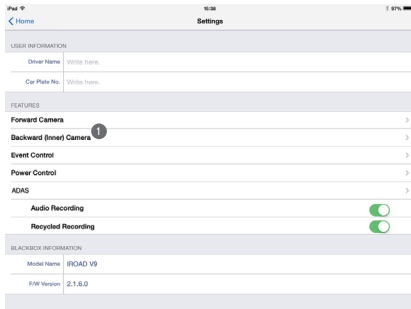 iPad 15:38 97%
Home Settings
USER INFORMATION
Driver Name Write here.
Car Plate No. Write here.
FEATURES
Forward Camera
Backward (Inner) Camera 1
Event Control
Power Control
ADAS
Audio Recording
Recycled Recording
BLACKBOX INFORMATION
Model Name IROAD V9
F/W Version 2.1.6.0